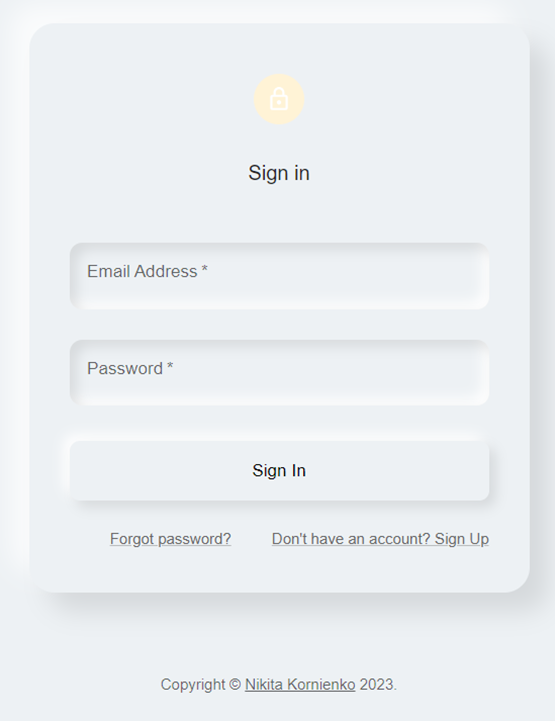 Sign in
Email Address *
Password *
Sign In
Forgot password? Don't have an account? Sign Up
Copyright © Nikita Kornienko 2023.